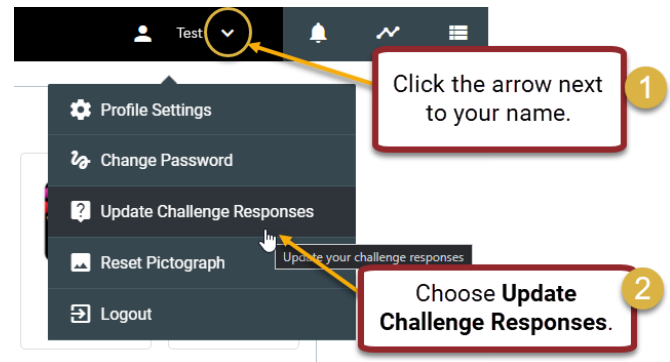 Test
Click the arrow next
to your name.
1
Profile Settings
Change Password
Update Challenge Responses
Update your challenge responses
Reset Pictograph
Logout
Choose Update
Challenge Responses.
2